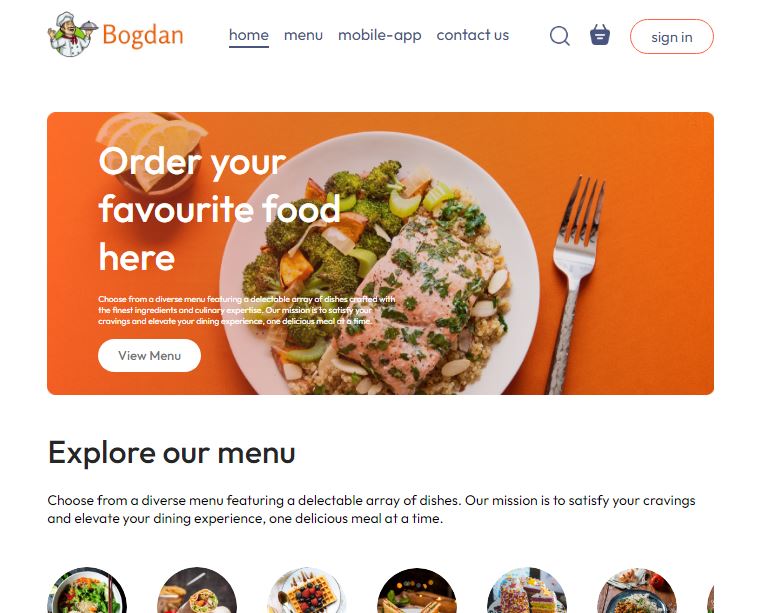 Bogdan
home menu mobile-app contact us
sign in
Order your
favourite food
here
Choose from a diverse menu featuring a delectable array of dishes crafted with
the finest ingredients and culinary expertise. Our mission is to satisfy your
cravings and elevate your dining experience, one delicious meal at a time.
View Menu
Explore our menu
Choose from a diverse menu featuring a delectable array of dishes. Our mission is to satisfy your cravings
and elevate your dining experience, one delicious meal at a time.